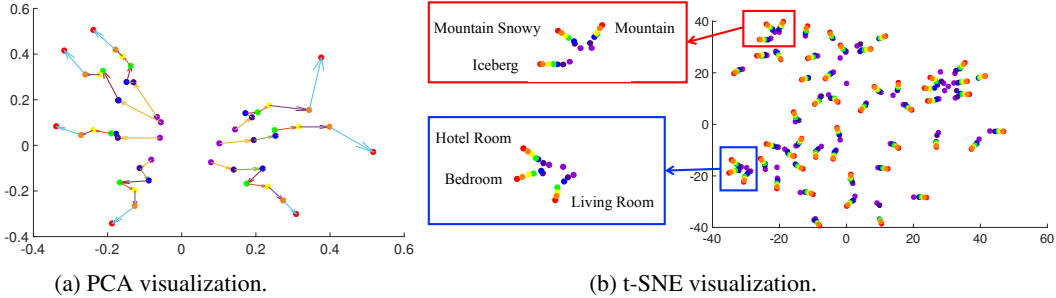 0.6
0.4
0.2
0
-0.2
-0.4
-0.4
-0.2
0
0.2
0.4
0.6
(a) PCA visualization.
Mountain Snowy
Mountain
Iceberg
Hotel Room
Bedroom
Living Room
40
20
0
-20
-40
-40
-20
0
20
40
60
(b) t-SNE visualization.